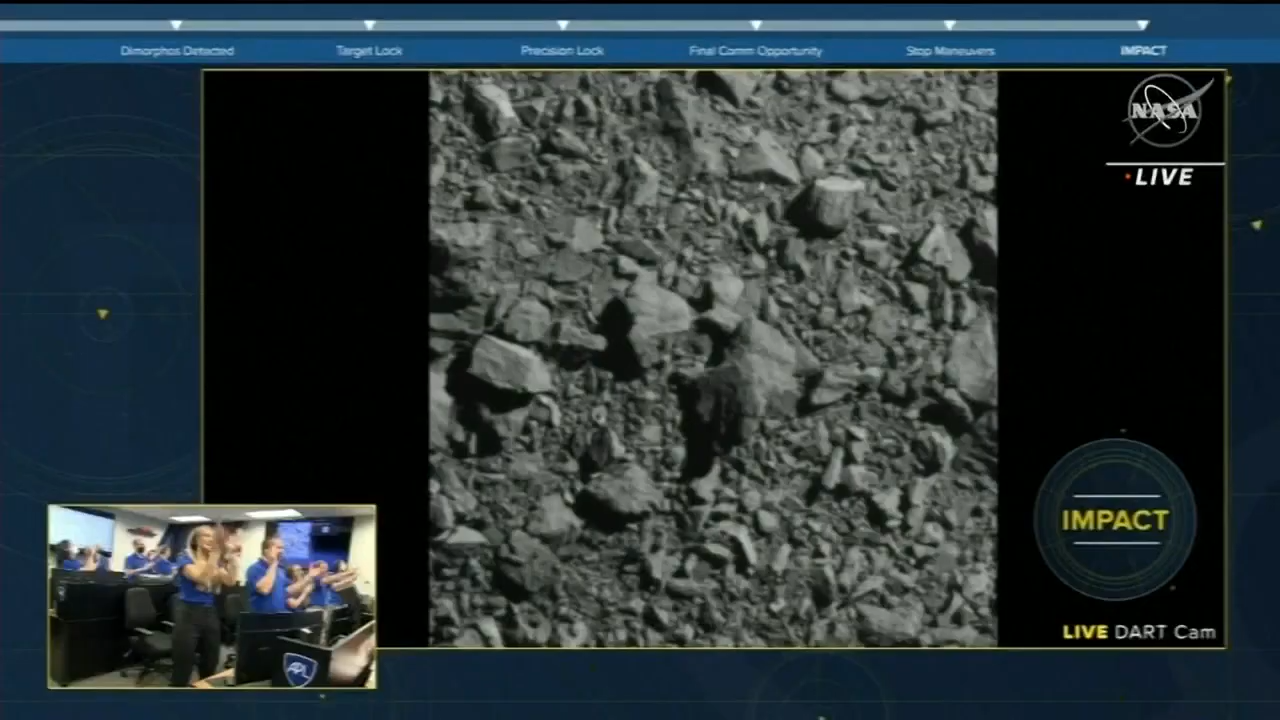 Dimorphos Detected
Target Lock
Precision Lock
Final Comm Opportunity
Stop Maneuvers
IMPACT
NASA
LIVE
IMPACT
LIVE DART Cam
APL